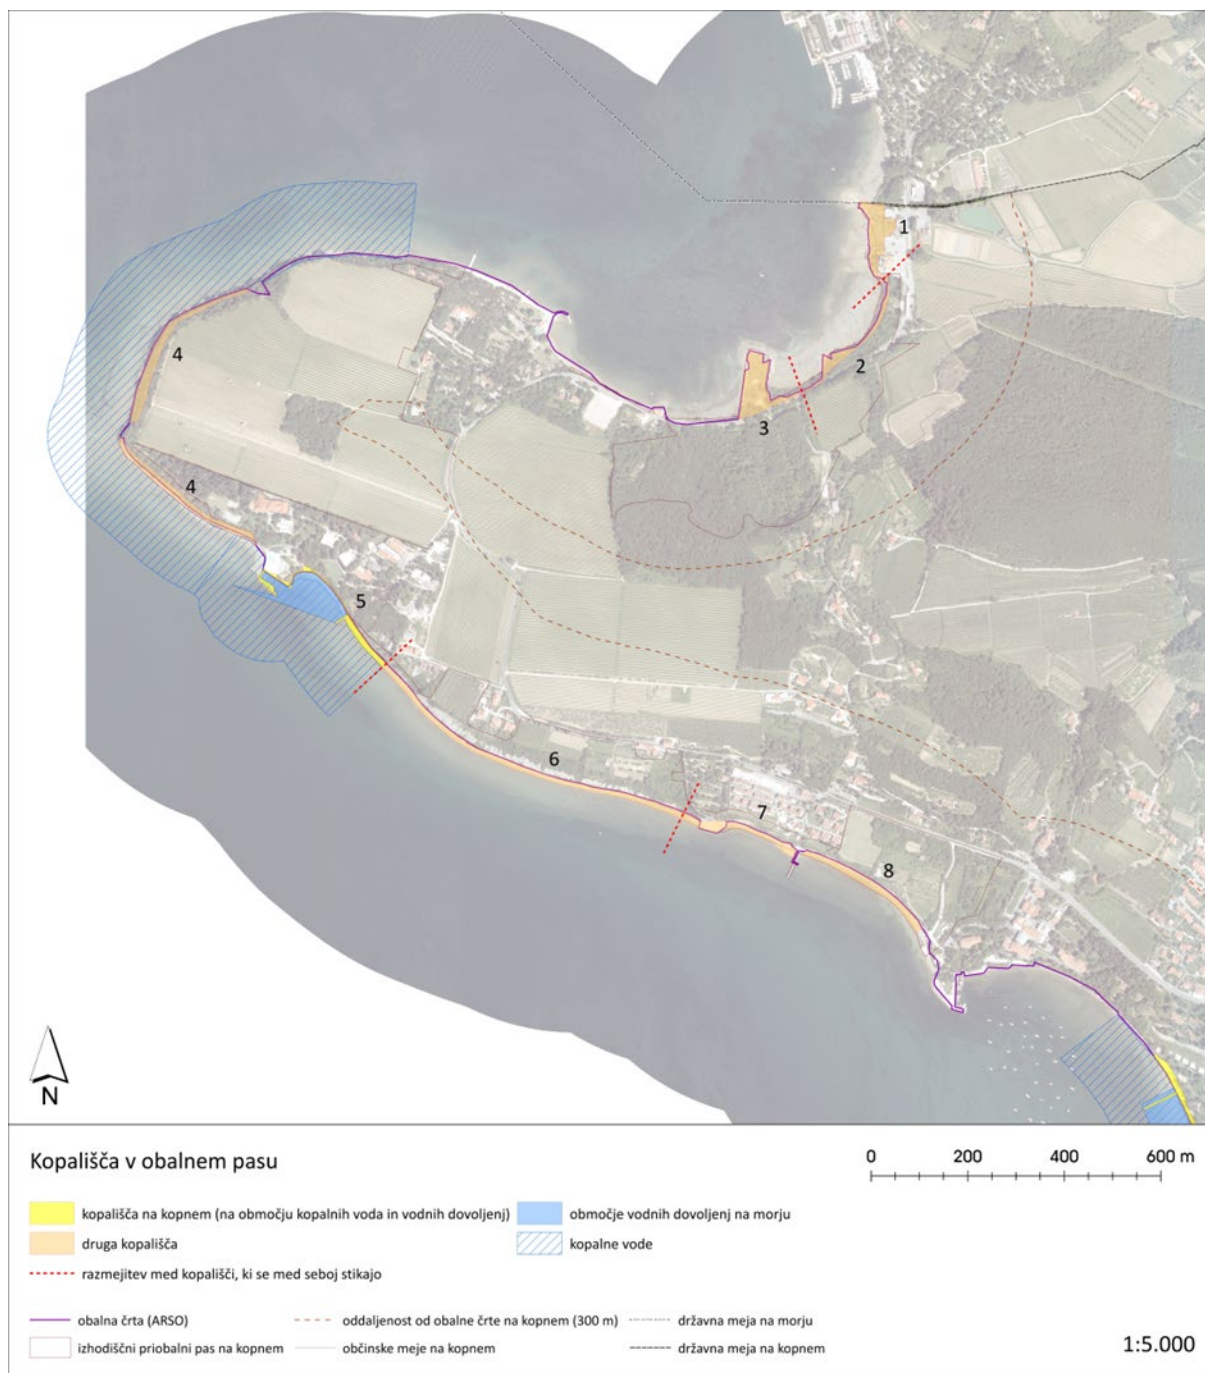 1
2
3
4
4
5
6
7
8
N
Kopališča v obalnem pasu
0 200 400 600 m
kopališča na kopnem (na območju kopalnih voda in vodnih dovoljenj)
območje vodnih dovoljenj na morju
druga kopališča
kopalne vode
razmejitev med kopališči, ki se med seboj stikajo
obalna črta (ARSO)
oddaljenost od obalne črte na kopnem (300 m)
državna meja na morju
izhodiščni priobalni pas na kopnem
občinske meje na kopnem
državna meja na kopnem
1:5.000